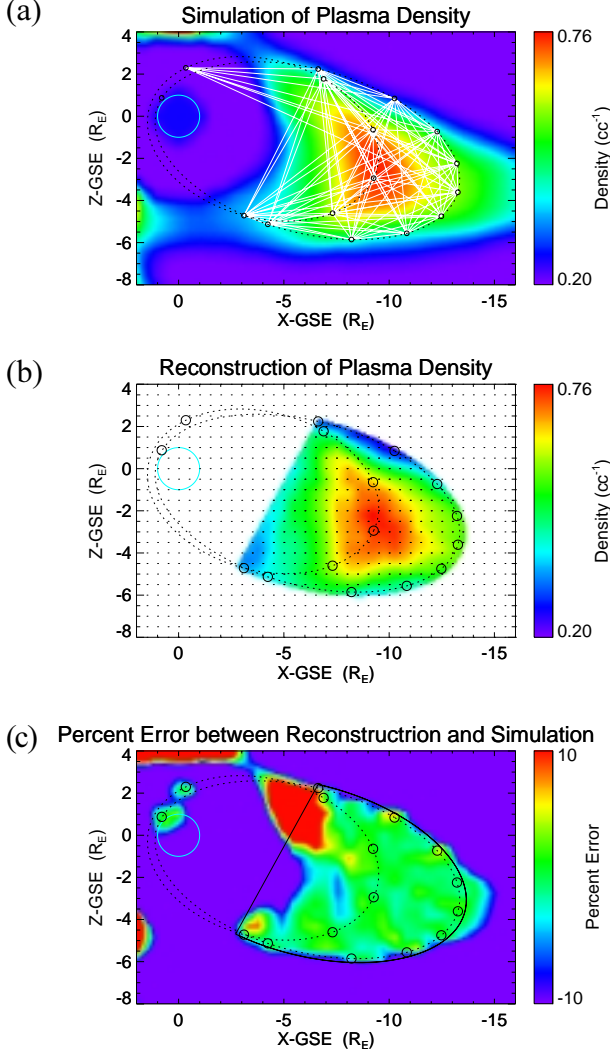 (a)
Simulation of Plasma Density
4
2
0
-2
-4
-6
-8
Z-GSE (RE)
0
-5
-10
-15
X-GSE (RE)
0.76
Density (cc-1)
0.20
(b)
Reconstruction of Plasma Density
4
2
0
-2
-4
-6
-8
Z-GSE (RE)
0
-5
-10
-15
X-GSE (RE)
0.76
Density (cc-1)
0.20
(c)
Percent Error between Reconstructrion and Simulation
4
2
0
-2
-4
-6
-8
Z-GSE (RE)
0
-5
-10
-15
X-GSE (RE)
10
Percent Error
-10